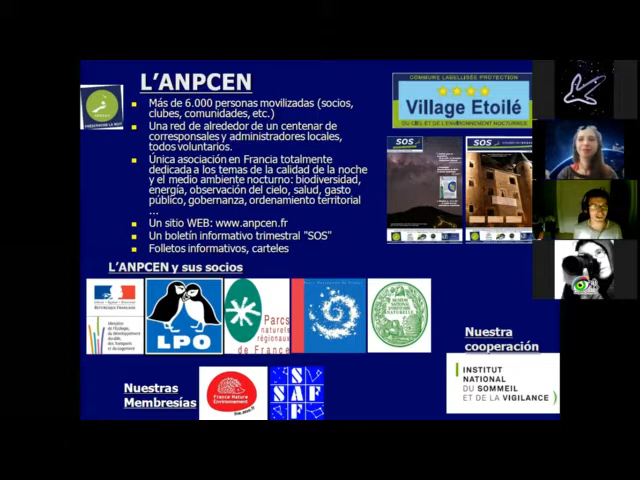 L'ANPCEN
Más de 6.000 personas movilizadas (socios,
clubes, comunidades, etc.)
Una red de alrededor de un centenar de
corresponsales y administradores locales,
todos voluntarios.
Única asociación en Francia totalmente
dedicada a los temas de la calidad de la noche
y el medio ambiente nocturno: biodiversidad,
energía, observación del cielo, salud, gasto
público, gobernanza, ordenamiento territorial
...
Un sitio WEB: www.anpcen.fr
Un boletín informativo trimestral "SOS"
Folletos informativos, carteles
COMMUNE LABELLISÉE PROTECTION
Village Etoilé
DU CIEL ET DE L'ENVIRONNEMENT NOCTURNES
SOS
SOS
L'ANPCEN y sus socios
RÉPUBLIQUE FRANÇAISE
LPO
Parcs
naturels
régionaux
de France
Nuestra
cooperación
INSTITUT
NATIONAL
DU SOMMEIL
ET DE LA VIGILANCE
Nuestras
Membresías
France Nature
Environnement
S
SAF
F